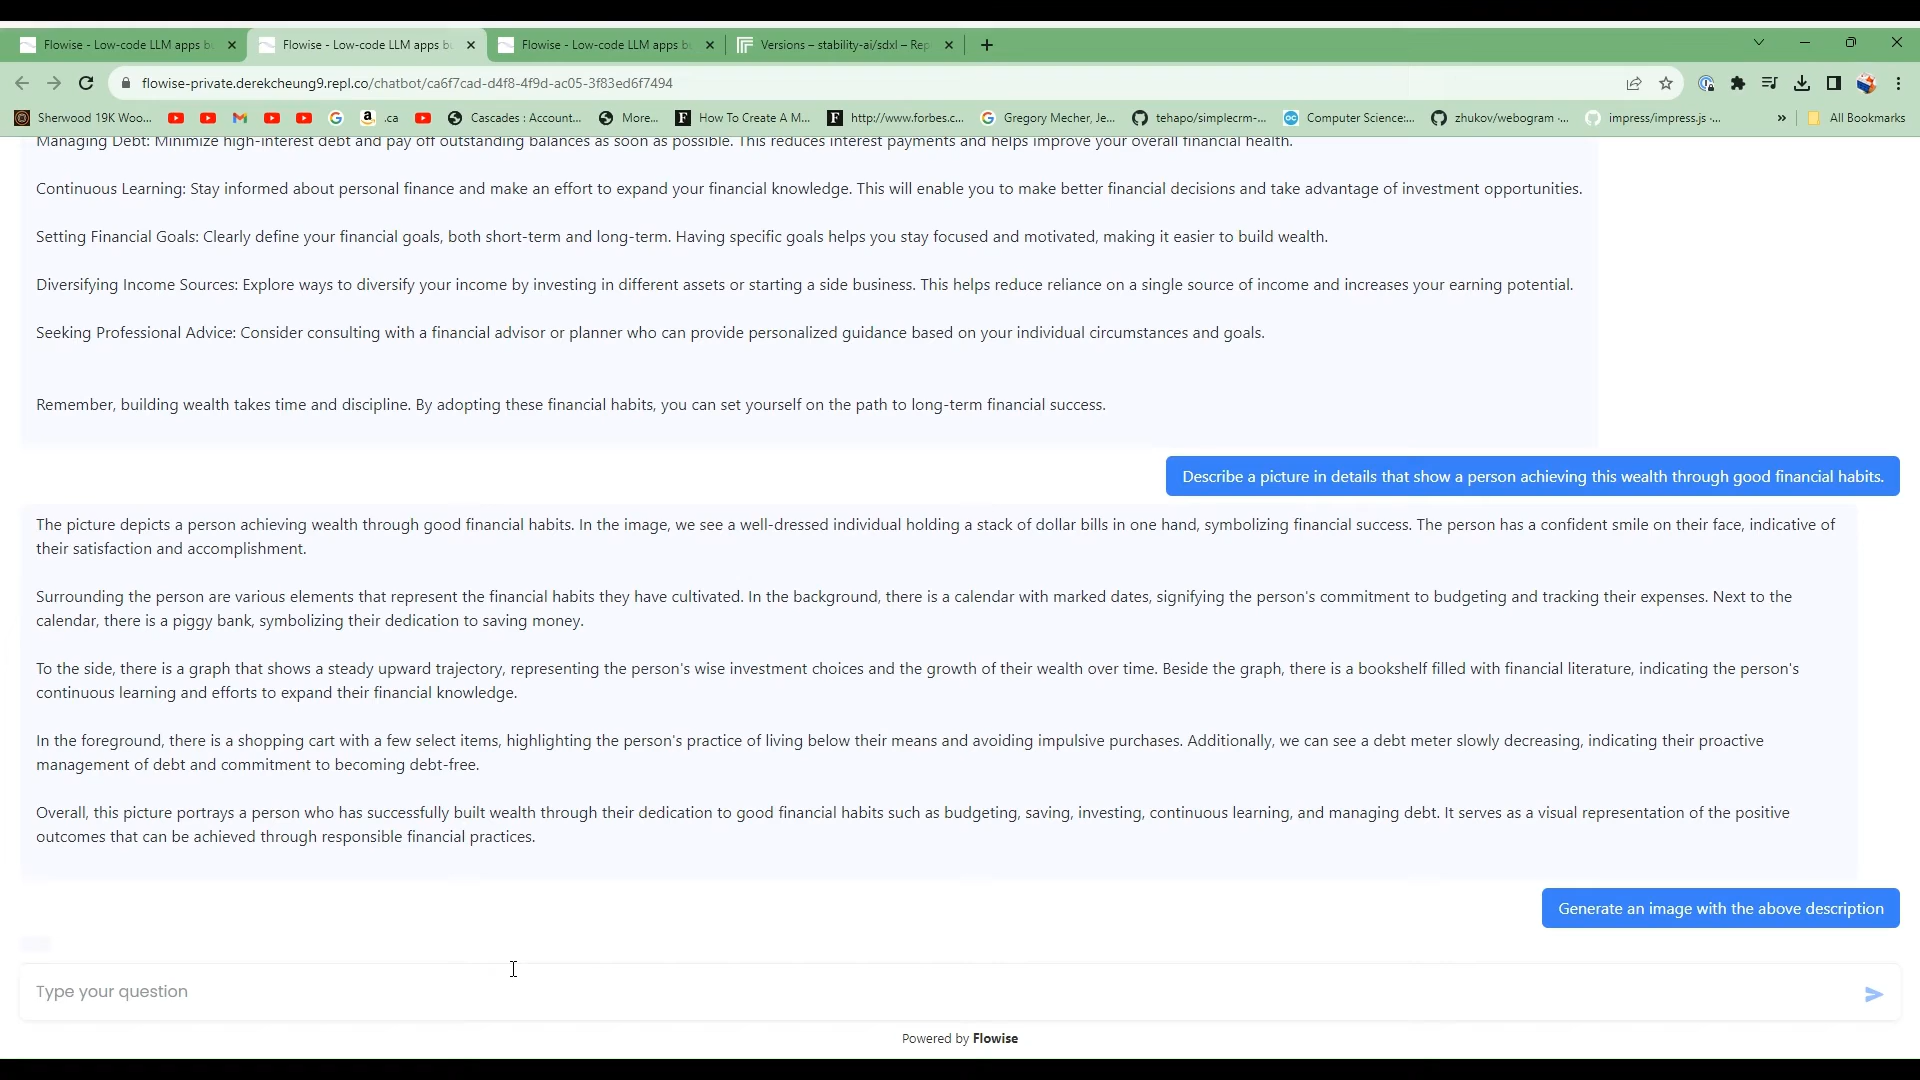 Flowise - Low-code LLM apps b
Flowise - Low-code LLM apps b
Flowise - Low-code LLM apps b
Versions – stability-ai/sdxl – Rep
flowise-private.derekcheung9.repl.co/chatbot/ca6f7cad-d4f8-4f9d-ac05-3f83ed6f7494
Sherwood 19K Woo...
.ca
Cascades : Account...
More...
How To Create A M...
http://www.forbes.c...
Gregory Mecher, Je...
tehapo/simplecrm-...
Computer Science:...
zhukov/webogram ·...
impress/impress.js ·...
»
All Bookmarks
Managing Debt: Minimize high-interest debt and pay off outstanding balances as soon as possible. This reduces interest payments and helps improve your overall financial health.
Continuous Learning: Stay informed about personal finance and make an effort to expand your financial knowledge. This will enable you to make better financial decisions and take advantage of investment opportunities.
Setting Financial Goals: Clearly define your financial goals, both short-term and long-term. Having specific goals helps you stay focused and motivated, making it easier to build wealth.
Diversifying Income Sources: Explore ways to diversify your income by investing in different assets or starting a side business. This helps reduce reliance on a single source of income and increases your earning potential.
Seeking Professional Advice: Consider consulting with a financial advisor or planner who can provide personalized guidance based on your individual circumstances and goals.
Remember, building wealth takes time and discipline. By adopting these financial habits, you can set yourself on the path to long-term financial success.
Describe a picture in details that show a person achieving this wealth through good financial habits.
The picture depicts a person achieving wealth through good financial habits. In the image, we see a well-dressed individual holding a stack of dollar bills in one hand, symbolizing financial success. The person has a confident smile on their face, indicative of
their satisfaction and accomplishment.
Surrounding the person are various elements that represent the financial habits they have cultivated. In the background, there is a calendar with marked dates, signifying the person's commitment to budgeting and tracking their expenses. Next to the
calendar, there is a piggy bank, symbolizing their dedication to saving money.
To the side, there is a graph that shows a steady upward trajectory, representing the person's wise investment choices and the growth of their wealth over time. Beside the graph, there is a bookshelf filled with financial literature, indicating the person's
continuous learning and efforts to expand their financial knowledge.
In the foreground, there is a shopping cart with a few select items, highlighting the person's practice of living below their means and avoiding impulsive purchases. Additionally, we can see a debt meter slowly decreasing, indicating their proactive
management of debt and commitment to becoming debt-free.
Overall, this picture portrays a person who has successfully built wealth through their dedication to good financial habits such as budgeting, saving, investing, continuous learning, and managing debt. It serves as a visual representation of the positive
outcomes that can be achieved through responsible financial practices.
Generate an image with the above description
Type your question
Powered by Flowise